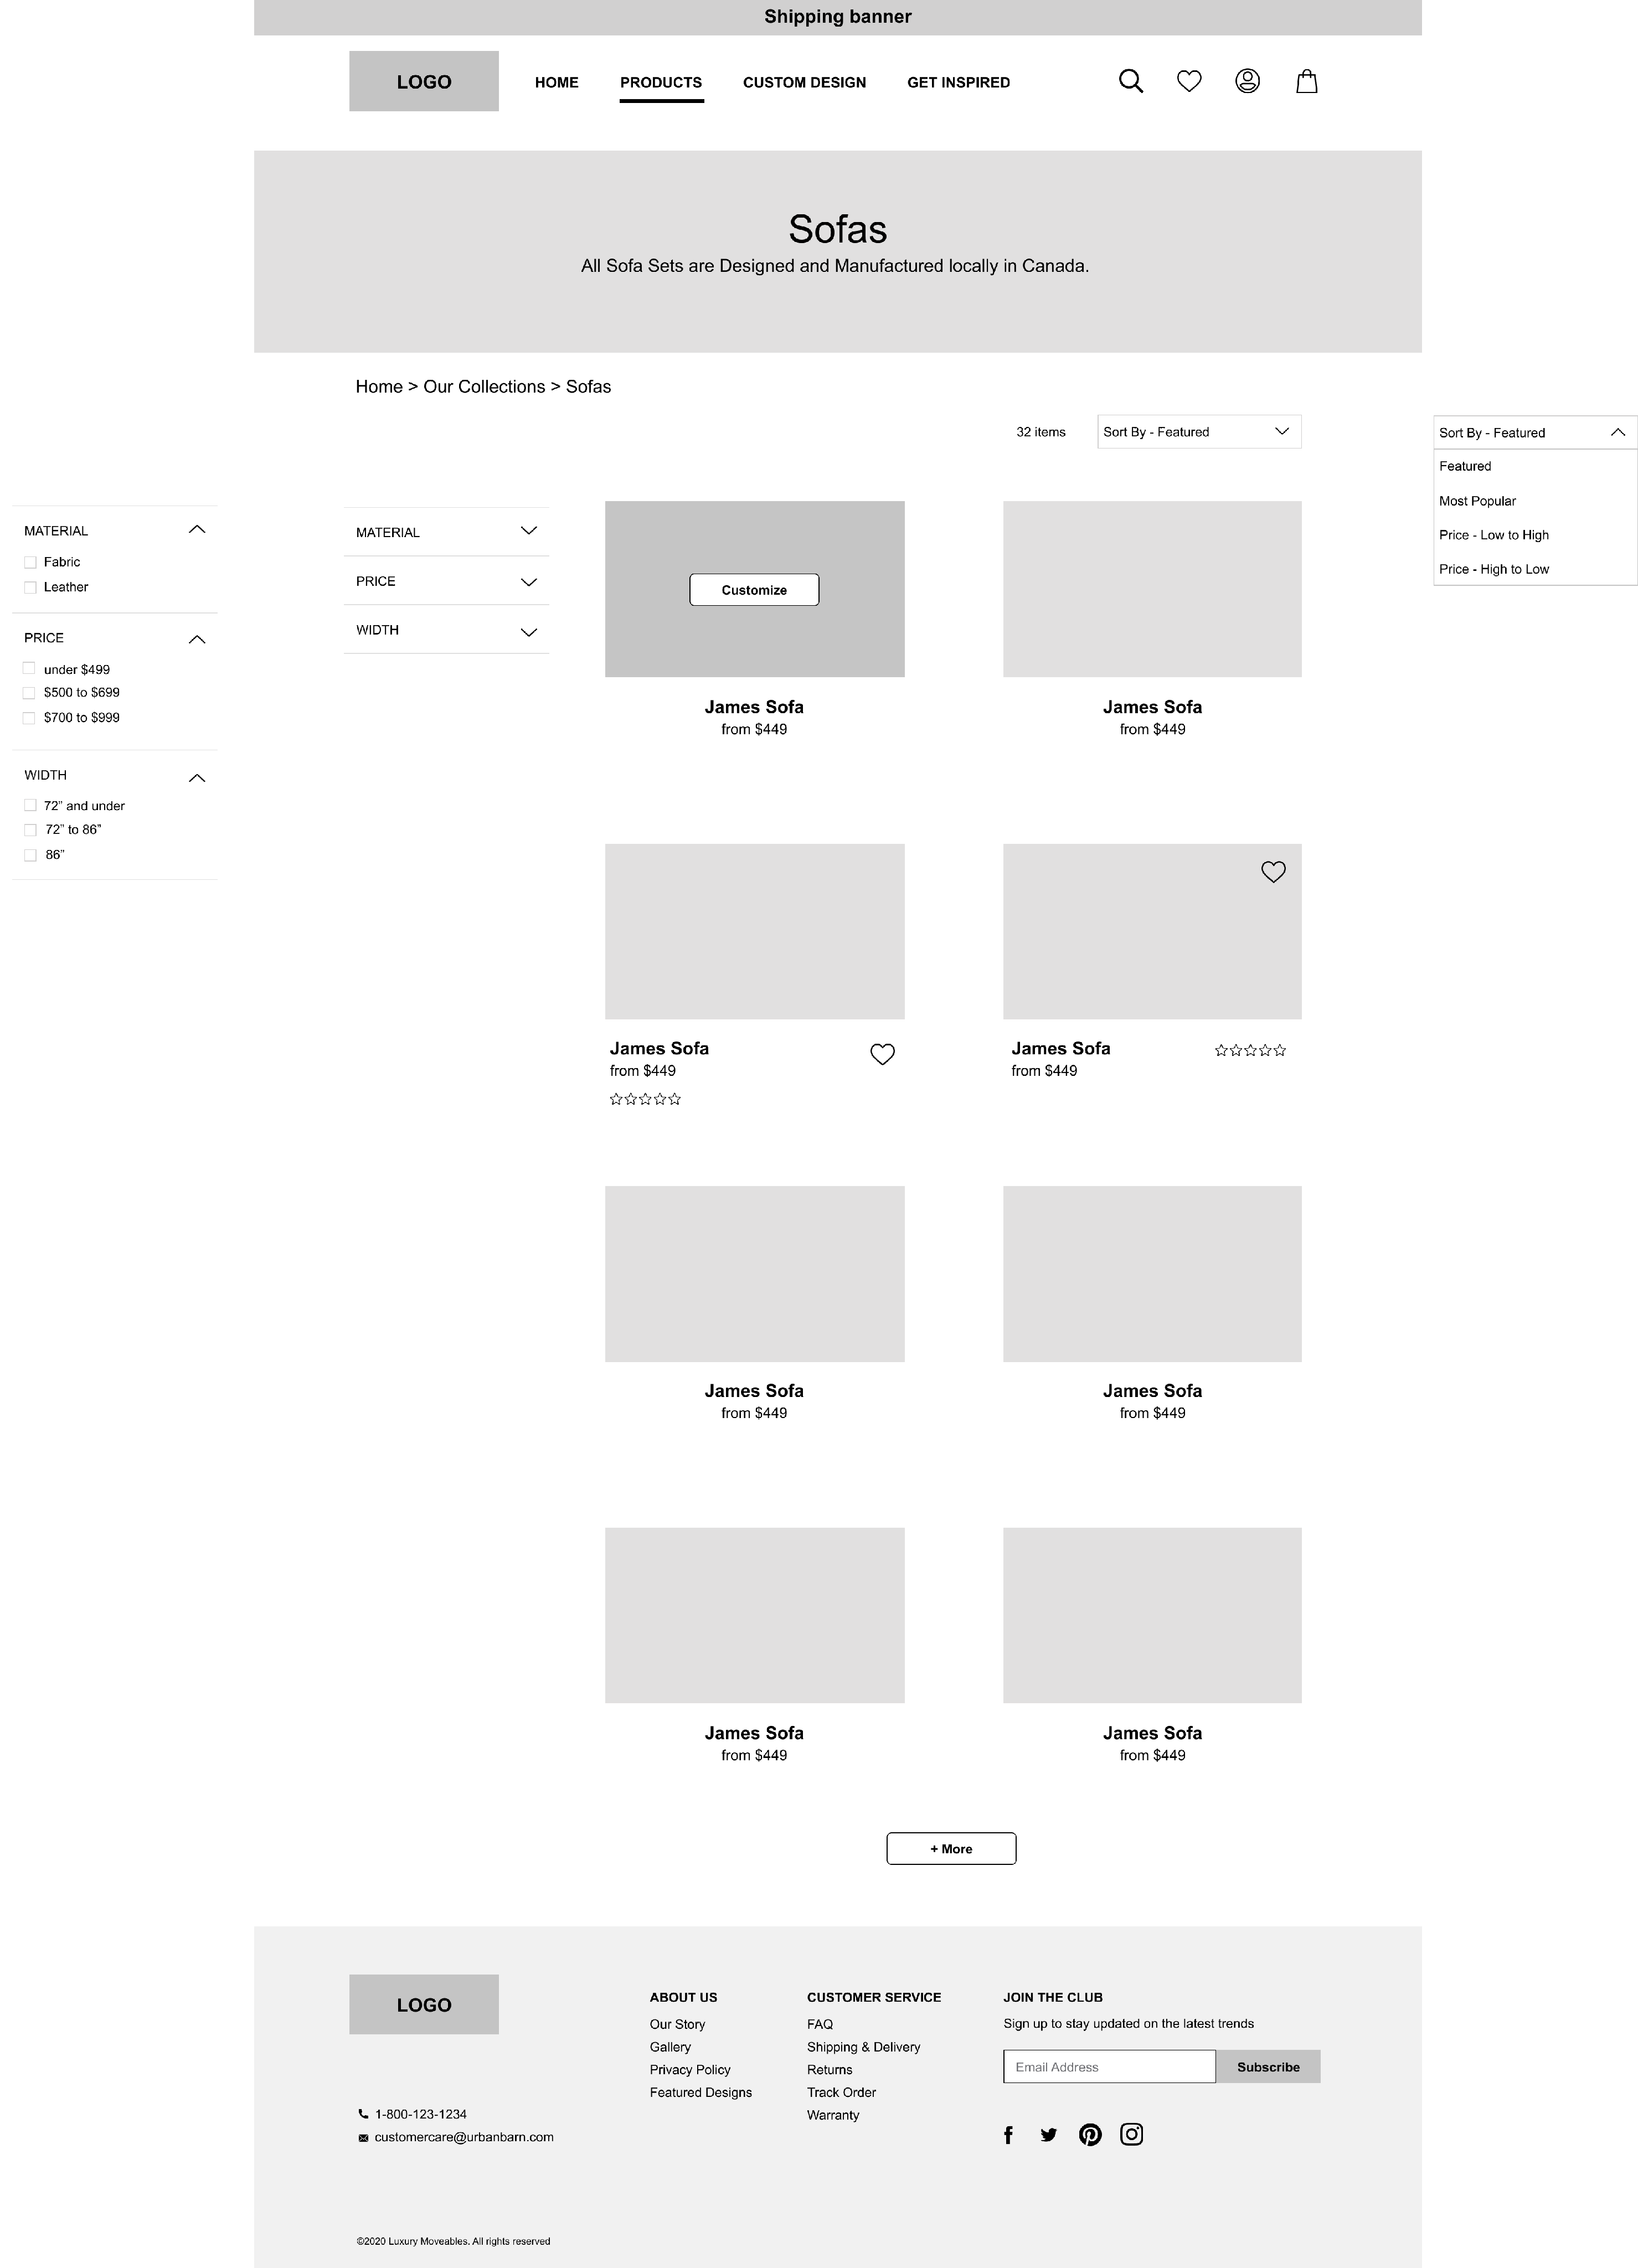 Shipping banner
LOGO
HOME
PRODUCTS
CUSTOM DESIGN
GET INSPIRED
Sofas
All Sofa Sets are Designed and Manufactured locally in Canada.
Home > Our Collections > Sofas
32 items
Sort By - Featured
Sort By - Featured
Featured
Most Popular
Price - Low to High
Price - High to Low
MATERIAL
Fabric
Leather
PRICE
under $499
$500 to $699
$700 to $999
WIDTH
72” and under
72” to 86”
86”
MATERIAL
PRICE
WIDTH
Customize
James Sofa
from $449
James Sofa
from $449
James Sofa
from $449
James Sofa
from $449
James Sofa
from $449
James Sofa
from $449
James Sofa
from $449
James Sofa
from $449
+ More
LOGO
1-800-123-1234
customercare@urbanbarn.com
ABOUT US
Our Story
Gallery
Privacy Policy
Featured Designs
CUSTOMER SERVICE
FAQ
Shipping & Delivery
Returns
Track Order
Warranty
JOIN THE CLUB
Sign up to stay updated on the latest trends
Email Address
Subscribe
©2020 Luxury Moveables. All rights reserved